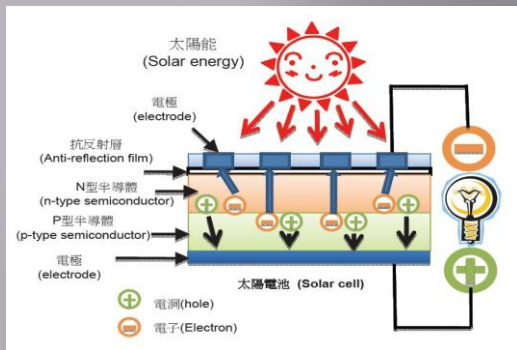 太陽能
(Solar energy)
電極
(electrode)
抗反射層
(Anti-reflection film)
N型半導體
(n-type semiconductor)
P型半導體
(p-type semiconductor)
電極
(electrode)
太陽電池 (Solar cell)
電洞(hole)
電子(Electron)